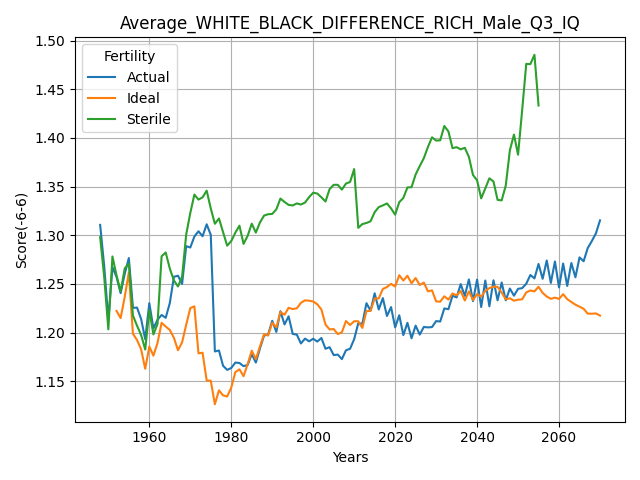 Average_WHITE_BLACK_DIFFERENCE_RICH_Male_Q3_IQ
Fertility
Actual
Ideal
Sterile
Score(-6-6)
1.50
1.45
1.40
1.35
1.30
1.25
1.20
1.15
1960 1980 2000 2020 2040 2060
Years